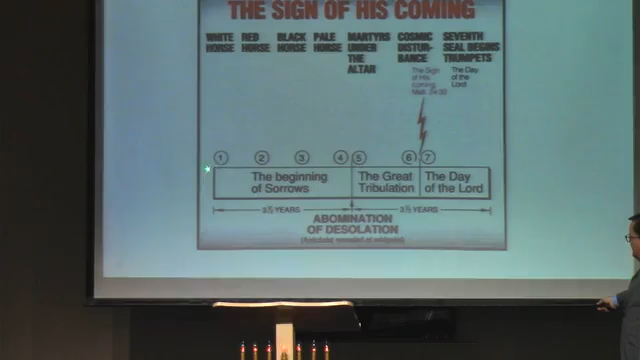 THE SIGN OF HIS COMING
WHITE HORSE
RED HORSE
BLACK HORSE
PALE HORSE
MARTYRS UNDER THE ALTAR
COSMIC DISTUR-BANCE
SEVENTH SEAL BEGINS TRUMPETS
The Sign of His coming
The Day of the Lord
1 2 3 4 5 6 7
The beginning of Sorrows
The Great Tribulation
The Day of the Lord
3½ YEARS
3½ YEARS
ABOMINATION
OF DESOLATION